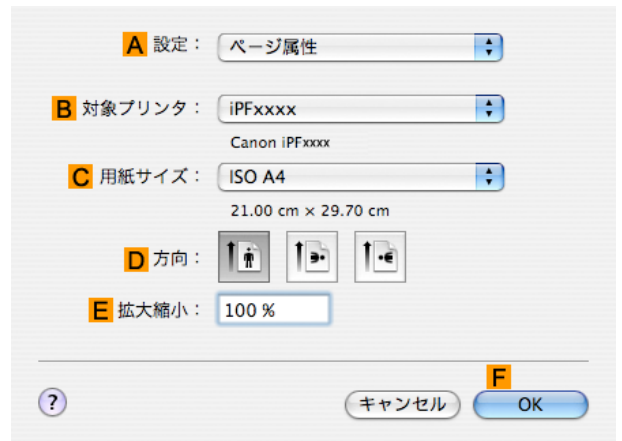 A 設定： ページ属性
B 対象プリンタ： iPFxxxx
Canon iPFxxxx
C 用紙サイズ： ISO A4
21.00 cm × 29.70 cm
D 方向：
E 拡大縮小： 100 %
F
? キャンセル OK